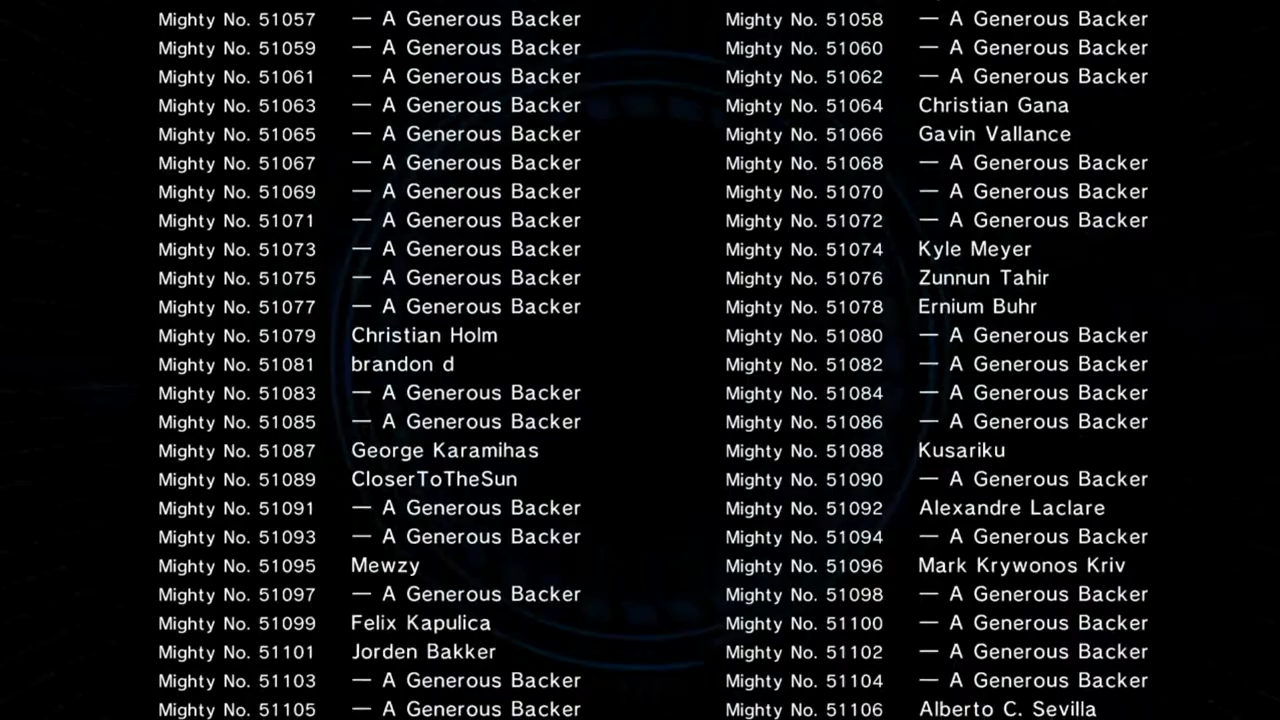 Mighty No. 51057 — A Generous Backer Mighty No. 51058 — A Generous Backer
Mighty No. 51059 — A Generous Backer Mighty No. 51060 — A Generous Backer
Mighty No. 51061 — A Generous Backer Mighty No. 51062 — A Generous Backer
Mighty No. 51063 — A Generous Backer Mighty No. 51064 Christian Gana
Mighty No. 51065 — A Generous Backer Mighty No. 51066 Gavin Vallance
Mighty No. 51067 — A Generous Backer Mighty No. 51068 — A Generous Backer
Mighty No. 51069 — A Generous Backer Mighty No. 51070 — A Generous Backer
Mighty No. 51071 — A Generous Backer Mighty No. 51072 — A Generous Backer
Mighty No. 51073 — A Generous Backer Mighty No. 51074 Kyle Meyer
Mighty No. 51075 — A Generous Backer Mighty No. 51076 Zunnun Tahir
Mighty No. 51077 — A Generous Backer Mighty No. 51078 Ernium Buhr
Mighty No. 51079 Christian Holm Mighty No. 51080 — A Generous Backer
Mighty No. 51081 brandon d Mighty No. 51082 — A Generous Backer
Mighty No. 51083 — A Generous Backer Mighty No. 51084 — A Generous Backer
Mighty No. 51085 — A Generous Backer Mighty No. 51086 — A Generous Backer
Mighty No. 51087 George Karamihas Mighty No. 51088 Kusariku
Mighty No. 51089 CloserToTheSun Mighty No. 51090 — A Generous Backer
Mighty No. 51091 — A Generous Backer Mighty No. 51092 Alexandre Laclare
Mighty No. 51093 — A Generous Backer Mighty No. 51094 — A Generous Backer
Mighty No. 51095 Mewzy Mighty No. 51096 Mark Krywonos Kriv
Mighty No. 51097 — A Generous Backer Mighty No. 51098 — A Generous Backer
Mighty No. 51099 Felix Kapulica Mighty No. 51100 — A Generous Backer
Mighty No. 51101 Jorden Bakker Mighty No. 51102 — A Generous Backer
Mighty No. 51103 — A Generous Backer Mighty No. 51104 — A Generous Backer
Mighty No. 51105 — A Generous Backer Mighty No. 51106 Alberto C. Sevilla